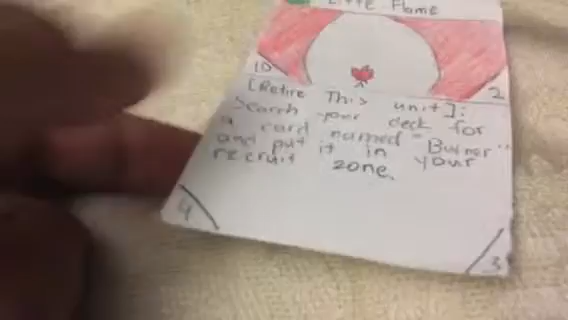 Little Flame
10
2
[Retire This unit]:
Search your deck for
a card named "Burner"
and put it in your
recruit zone.
4
3